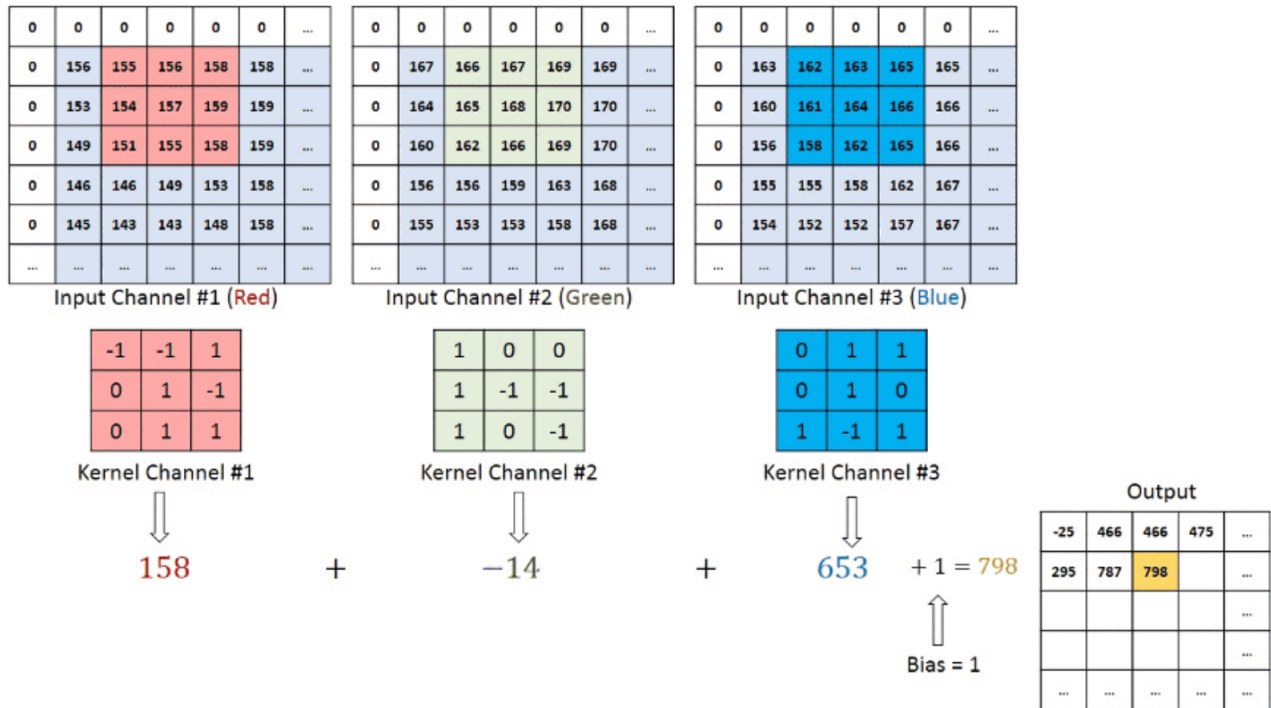 0 0 0 0 0 0 ...
0 156 155 156 158 158 ...
0 153 154 157 159 159 ...
0 149 151 155 158 159 ...
0 146 146 149 153 158 ...
0 145 143 143 148 158 ...
... ... ... ... ... ... ...
Input Channel #1 (Red)
0 0 0 0 0 0 ...
0 167 166 167 169 169 ...
0 164 165 168 170 170 ...
0 160 162 166 169 170 ...
0 156 156 159 163 168 ...
0 155 153 153 158 168 ...
... ... ... ... ... ... ...
Input Channel #2 (Green)
0 0 0 0 0 0 ...
0 163 162 163 165 165 ...
0 160 161 164 166 166 ...
0 156 158 162 165 166 ...
0 155 155 158 162 167 ...
0 154 152 152 157 167 ...
... ... ... ... ... ... ...
Input Channel #3 (Blue)
-1 -1 1
0 1 -1
0 1 1
Kernel Channel #1
1 0 0
1 -1 -1
1 0 -1
Kernel Channel #2
0 1 1
0 1 0
1 -1 1
Kernel Channel #3
158 + −14 + 653 + 1 = 798
Bias = 1
Output
-25 466 466 475 ...
295 787 798 ...
...
...
... ... ... ... ...